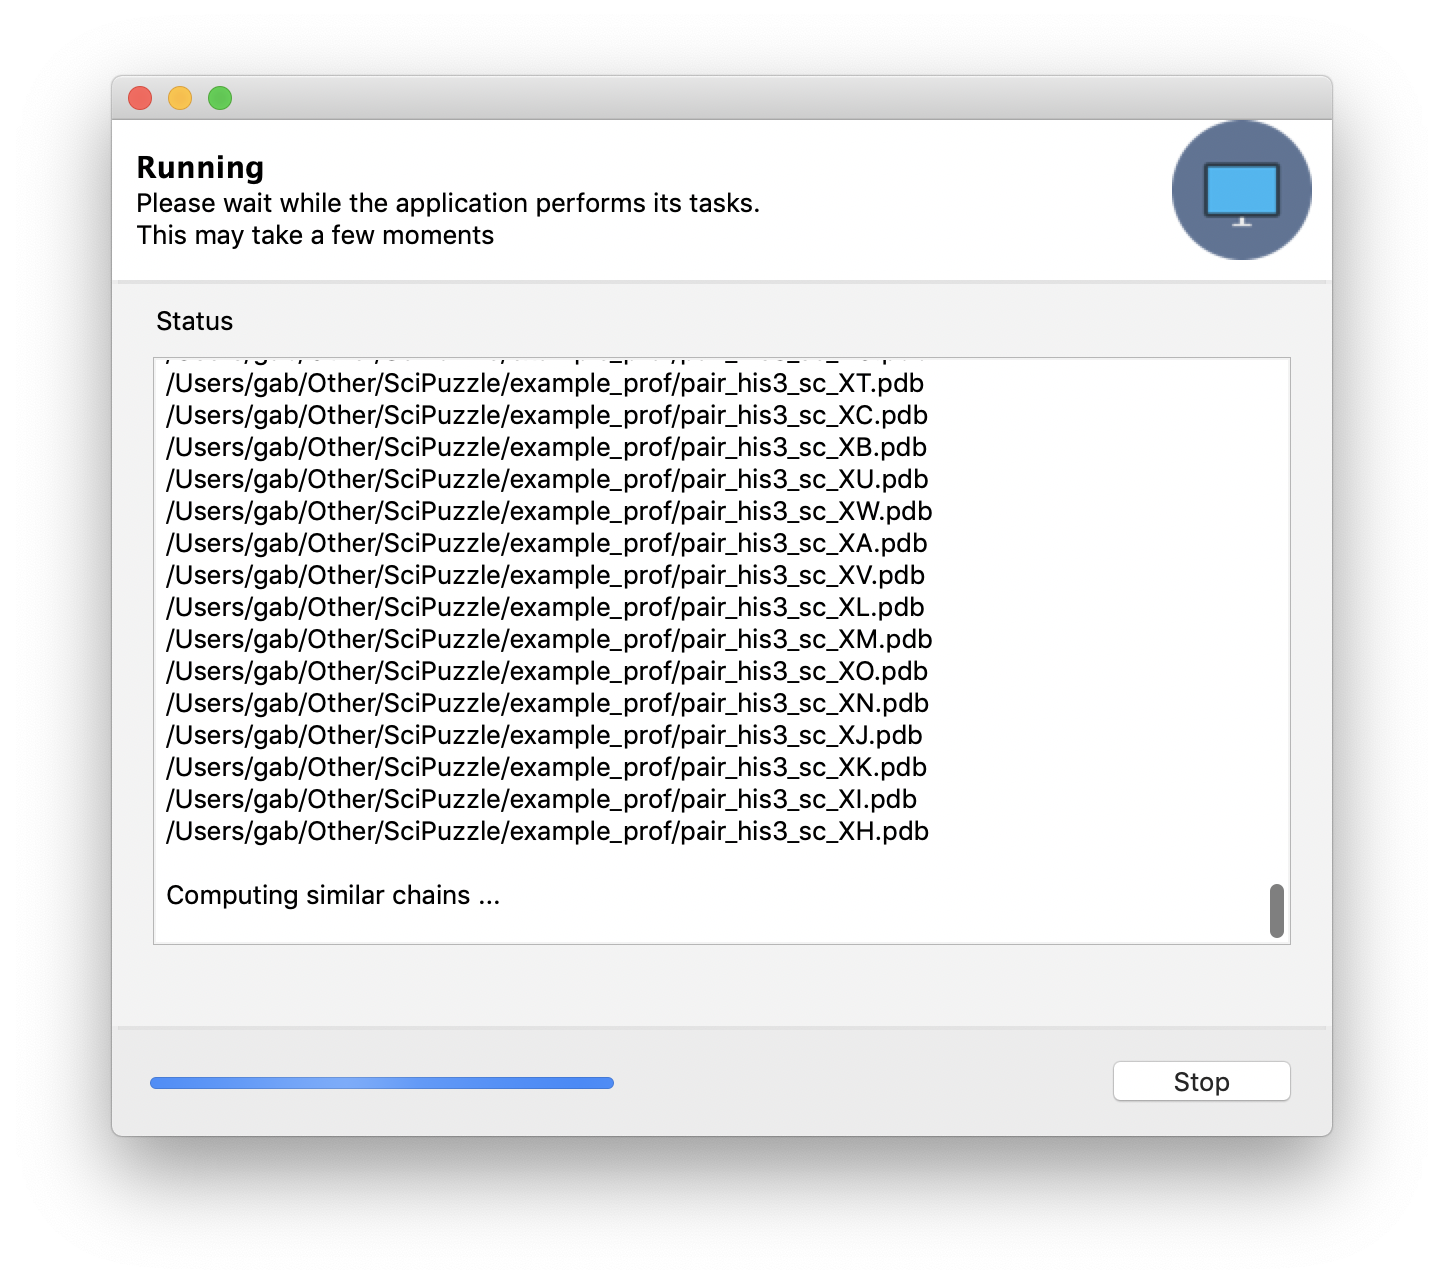 Running
Please wait while the application performs its tasks.
This may take a few moments
Status
/Users/gab/Other/SciPuzzle/example_prof/pair_his3_sc_XT.pdb
/Users/gab/Other/SciPuzzle/example_prof/pair_his3_sc_XC.pdb
/Users/gab/Other/SciPuzzle/example_prof/pair_his3_sc_XB.pdb
/Users/gab/Other/SciPuzzle/example_prof/pair_his3_sc_XU.pdb
/Users/gab/Other/SciPuzzle/example_prof/pair_his3_sc_XW.pdb
/Users/gab/Other/SciPuzzle/example_prof/pair_his3_sc_XA.pdb
/Users/gab/Other/SciPuzzle/example_prof/pair_his3_sc_XV.pdb
/Users/gab/Other/SciPuzzle/example_prof/pair_his3_sc_XL.pdb
/Users/gab/Other/SciPuzzle/example_prof/pair_his3_sc_XM.pdb
/Users/gab/Other/SciPuzzle/example_prof/pair_his3_sc_XO.pdb
/Users/gab/Other/SciPuzzle/example_prof/pair_his3_sc_XN.pdb
/Users/gab/Other/SciPuzzle/example_prof/pair_his3_sc_XJ.pdb
/Users/gab/Other/SciPuzzle/example_prof/pair_his3_sc_XK.pdb
/Users/gab/Other/SciPuzzle/example_prof/pair_his3_sc_XI.pdb
/Users/gab/Other/SciPuzzle/example_prof/pair_his3_sc_XH.pdb
Computing similar chains ...
Stop